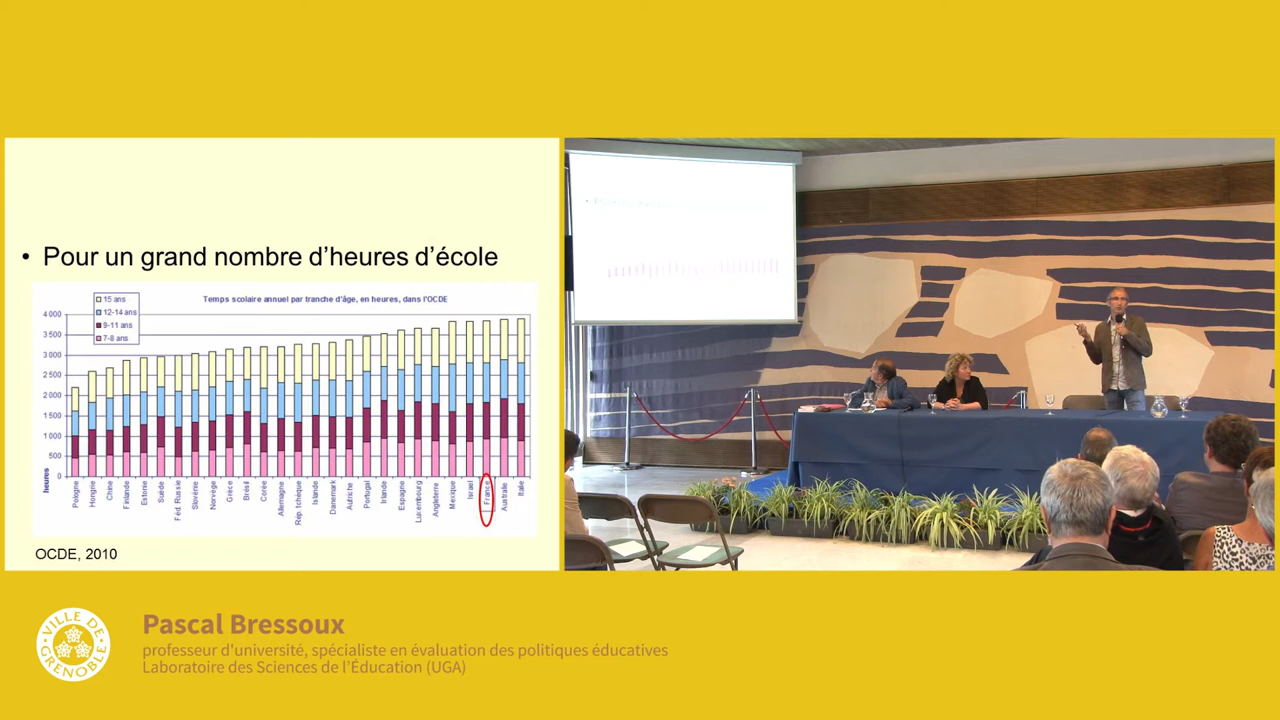 • Pour un grand nombre d'heures d'école
Temps scolaire annuel par tranche d'âge, en heures, dans l'OCDE
15 ans
12-14 ans
9-11 ans
7-8 ans
4 000
3 500
3 000
2 500
2 000
1 500
1 000
500
0
heures
Pologne
Hongrie
Chine
Finlande
Estonie
Suède
Féd. Russie
Slovénie
Norvège
Grèce
Brésil
Corée
Allemagne
Rép. tchèque
Islande
Danemark
Autriche
Portugal
Irlande
Espagne
Luxembourg
Angleterre
Mexique
Israël
France
Australie
Italie
OCDE, 2010
VILLE DE
GRENOBLE
Pascal Bressoux
professeur d'université, spécialiste en évaluation des politiques éducatives
Laboratoire des Sciences de l'Éducation (UGA)